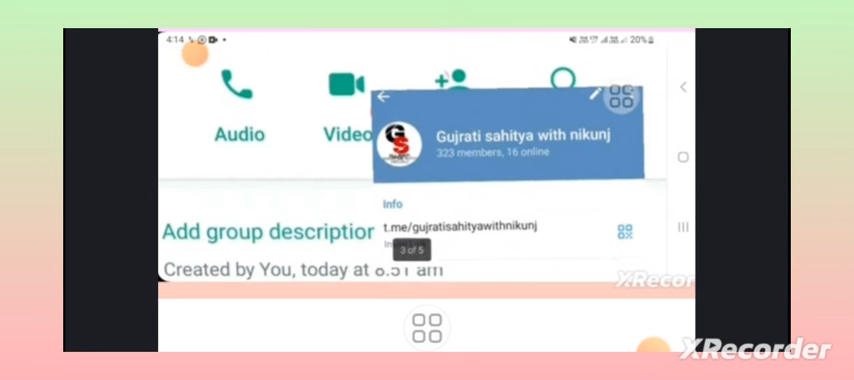 4:14
20%
Audio
Video
Gujrati sahitya with nikunj
323 members, 16 online
Info
t.me/gujratisahityawithnikunj
Add group description
3 of 5
Created by You, today at 8.51 am
XRecor
XRecorder